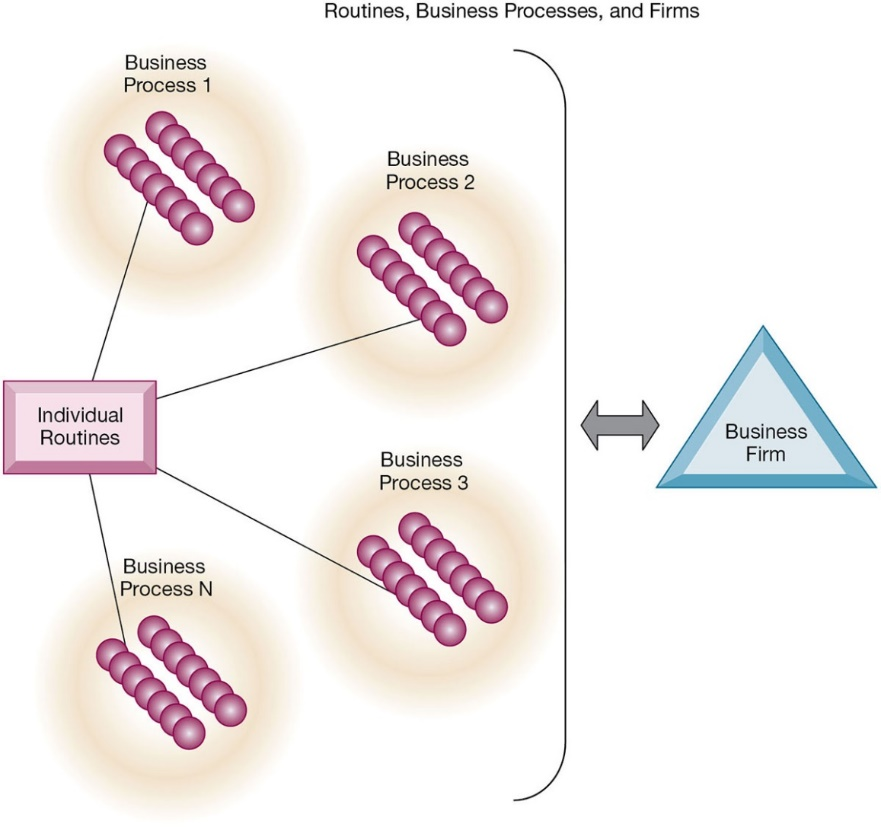 Routines, Business Processes, and Firms
Business
Process 1
Business
Process 2
Individual
Routines
Business
Firm
Business
Process 3
Business
Process N